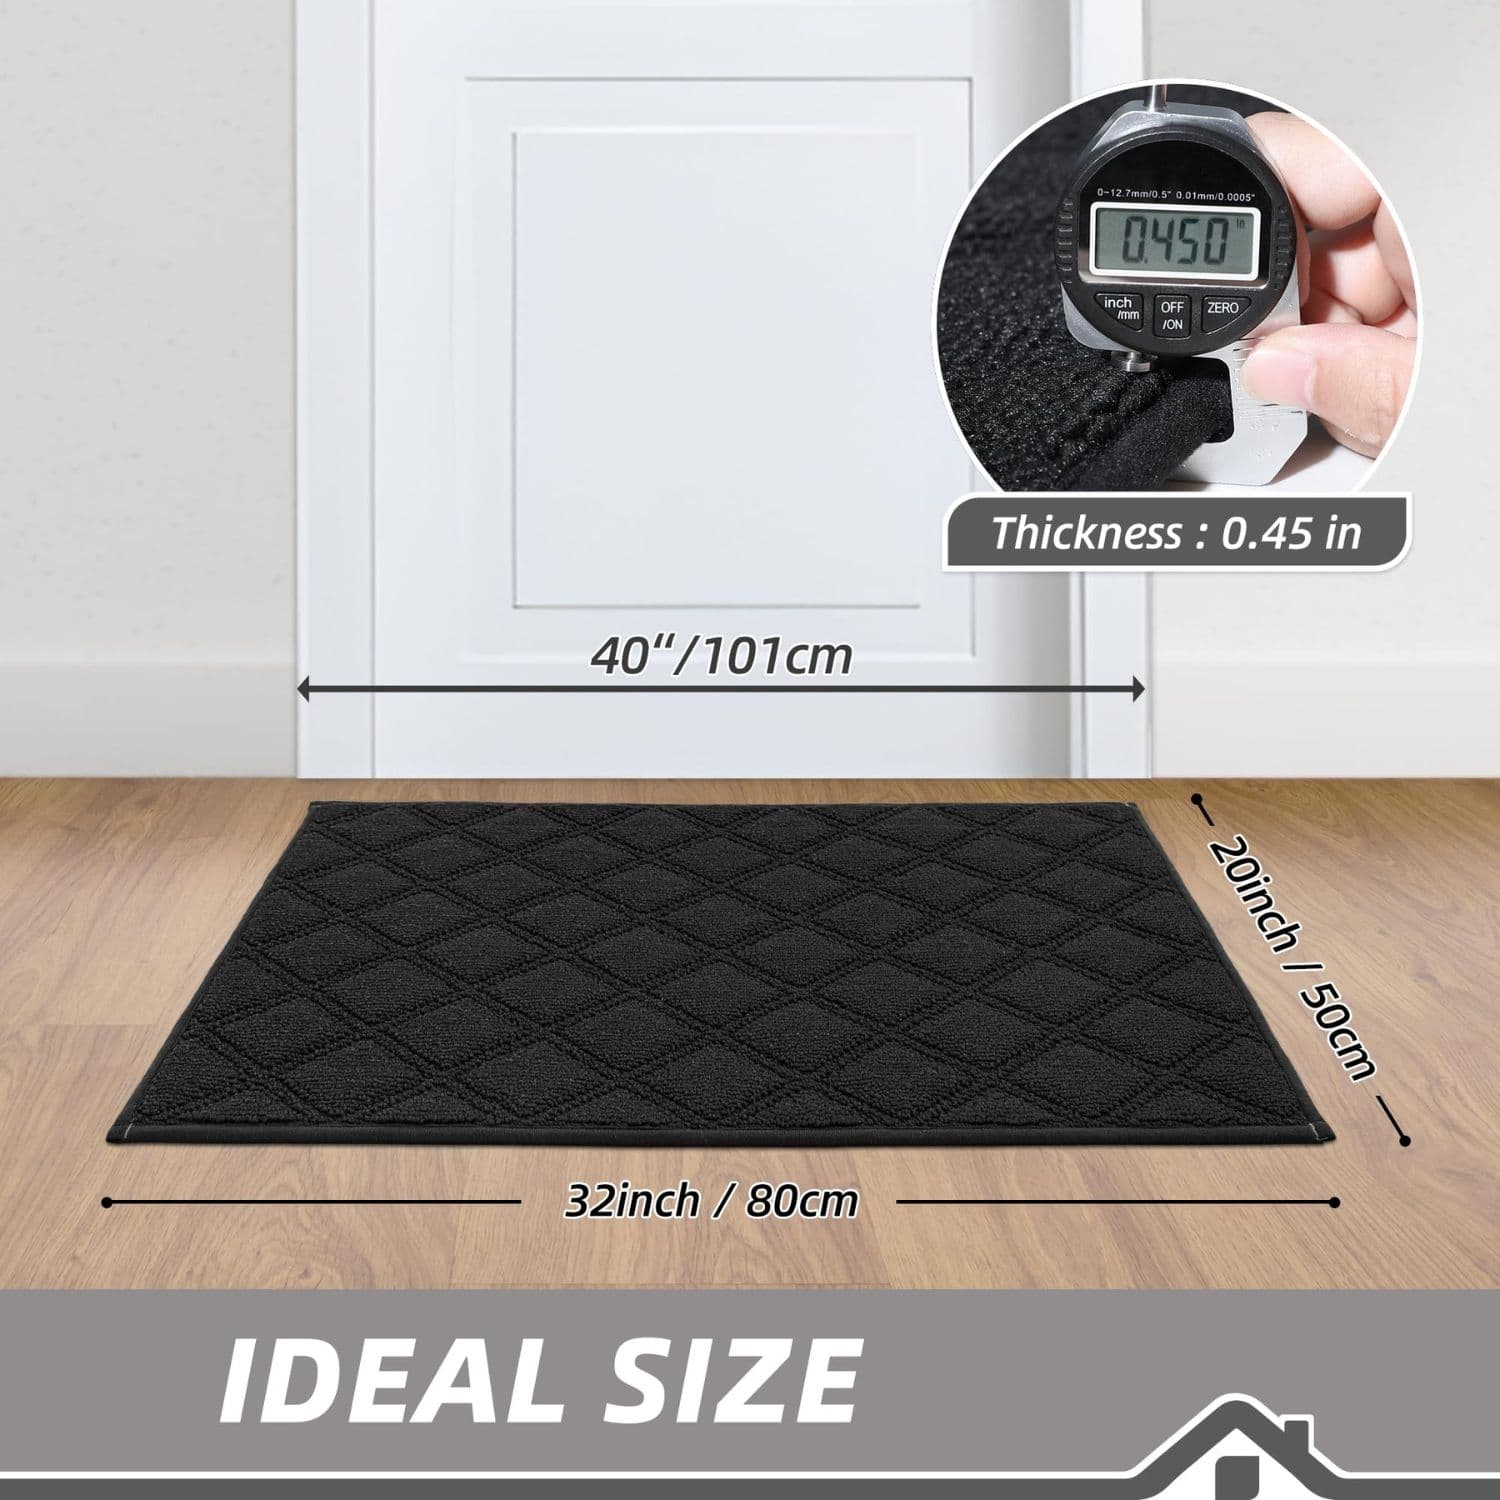 0~12.7mm/0.5" 0.01mm/0.0005"
0.450 in
inch
/mm
OFF
/ON
ZERO
Thickness : 0.45 in
40“/101cm
20inch / 50cm
32inch / 80cm
IDEAL SIZE